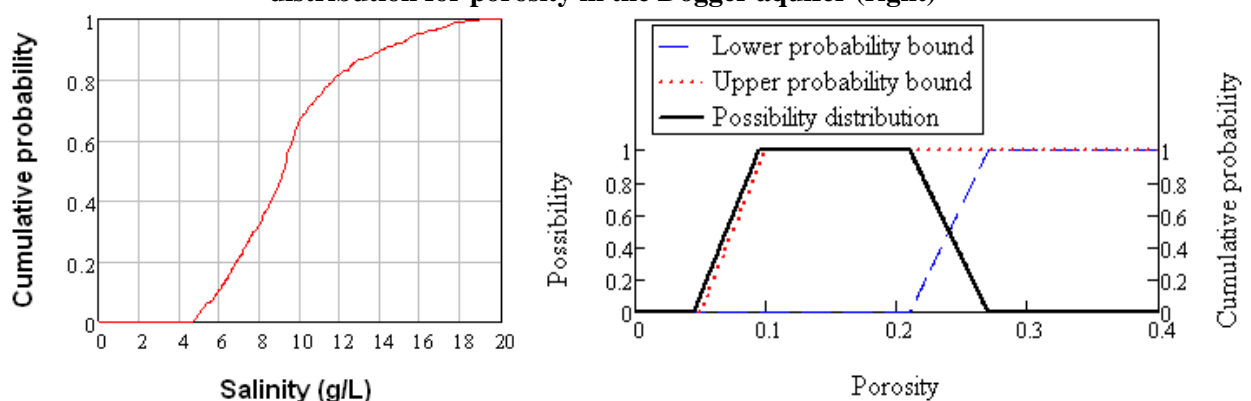 distribution for porosity in the Dogger aquifer (right)
Cumulative probability
1
0.8
0.6
0.4
0.2
0
0 2 4 6 8 10 12 14 16 18 20
Salinity (g/L)
Lower probability bound
Upper probability bound
Possibility distribution
Possibility
1
0.8
0.6
0.4
0.2
0
0 0.1 0.2 0.3 0.4
Porosity
1
0.8
0.6
0.4
0.2
0
Cumulative probability